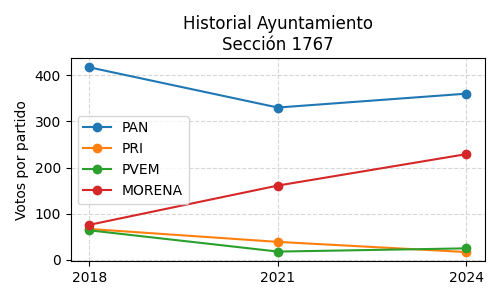 Historial Ayuntamiento
Sección 1767
Votos por partido
400
300
200
100
0
PAN
PRI
PVEM
MORENA
2018
2021
2024